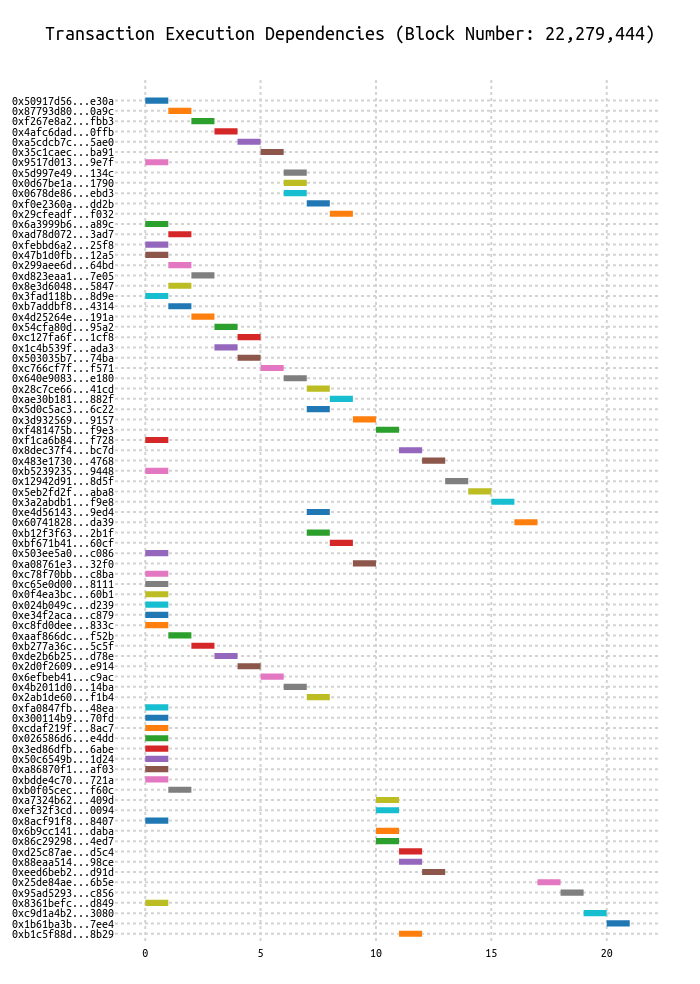 Transaction Execution Dependencies (Block Number: 22,279,444)
0x50917d56...e30a
0x87793d80...0a9c
0xf267e8a2...fbb3
0x4afc6dad...0ffb
0xa5cdcb7c...5ae0
0x35c1caec...ba91
0x9517d013...9e7f
0x5d997e49...134c
0x0d67be1a...1790
0x0678de86...ebd3
0xf0e2360a...dd2b
0x29cfeadf...f032
0x6a3999b6...a89c
0xad78d072...3ad7
0xfebbd6a2...25f8
0x47b1d0fb...12a5
0x299aee6d...64bd
0xd823eaa1...7e05
0x8e3d6048...5847
0x3fad118b...8d9e
0xb7addbf8...4314
0x4d25264e...191a
0x54cfa80d...95a2
0xc127fa6f...1cf8
0x1c4b539f...ada3
0x503035b7...74ba
0xc766cf7f...f571
0x640e9083...e180
0x28c7ce66...41cd
0xae30b181...882f
0x5d0c5ac3...6c22
0x3d932569...9157
0xf481475b...f9e3
0xf1ca6b84...f728
0x8dec37f4...bc7d
0x483e1730...4768
0xb5239235...9448
0x12942d91...8d5f
0x5eb2fd2f...aba8
0x3a2abdb1...f9e8
0xe4d56143...9ed4
0x60741828...da39
0xb12f3f63...2b1f
0xbf671b41...60cf
0x503ee5a0...c086
0xa08761e3...32f0
0xc78f70bb...c8ba
0xc65e0d00...8111
0x0f4ea3bc...60b1
0x024b049c...d239
0xe34f2aca...c879
0xc8fd0dee...833c
0xaaf866dc...f52b
0xb277a36c...5c5f
0xde2b6b25...d78e
0x2d0f2609...e914
0x6efbeb41...c9ac
0x4b2011d0...14ba
0x2ab1de60...f1b4
0xfa0847fb...48ea
0x300114b9...70fd
0xcdaf219f...8ac7
0x026586d6...e4dd
0x3ed86dfb...6abe
0x50c6549b...1d24
0xa86870f1...af03
0xbdde4c70...721a
0xb0f05cec...f60c
0xa7324b62...409d
0xef32f3cd...0094
0x8acf91f8...8407
0x6b9cc141...daba
0x86c29298...4ed7
0xd25c87ae...d5c4
0x88eaa514...98ce
0xeed6beb2...d91d
0x25de84ae...6b5e
0x95ad5293...c856
0x8361befc...d849
0xc9d1a4b2...3080
0x1b61ba3b...7ee4
0xb1c5f88d...8b29
0 5 10 15 20